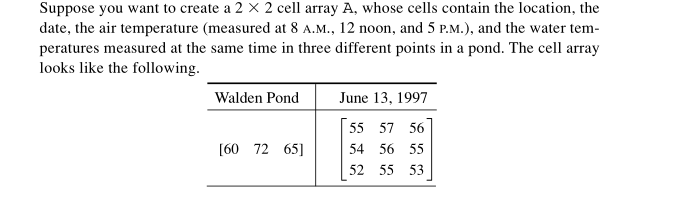 Suppose you want to create a 2 × 2 cell array A, whose cells contain the location, the
date, the air temperature (measured at 8 A.M., 12 noon, and 5 P.M.), and the water tem-
peratures measured at the same time in three different points in a pond. The cell array
looks like the following.
Walden Pond June 13, 1997
55 57 56
[60 72 65] 54 56 55
52 55 53